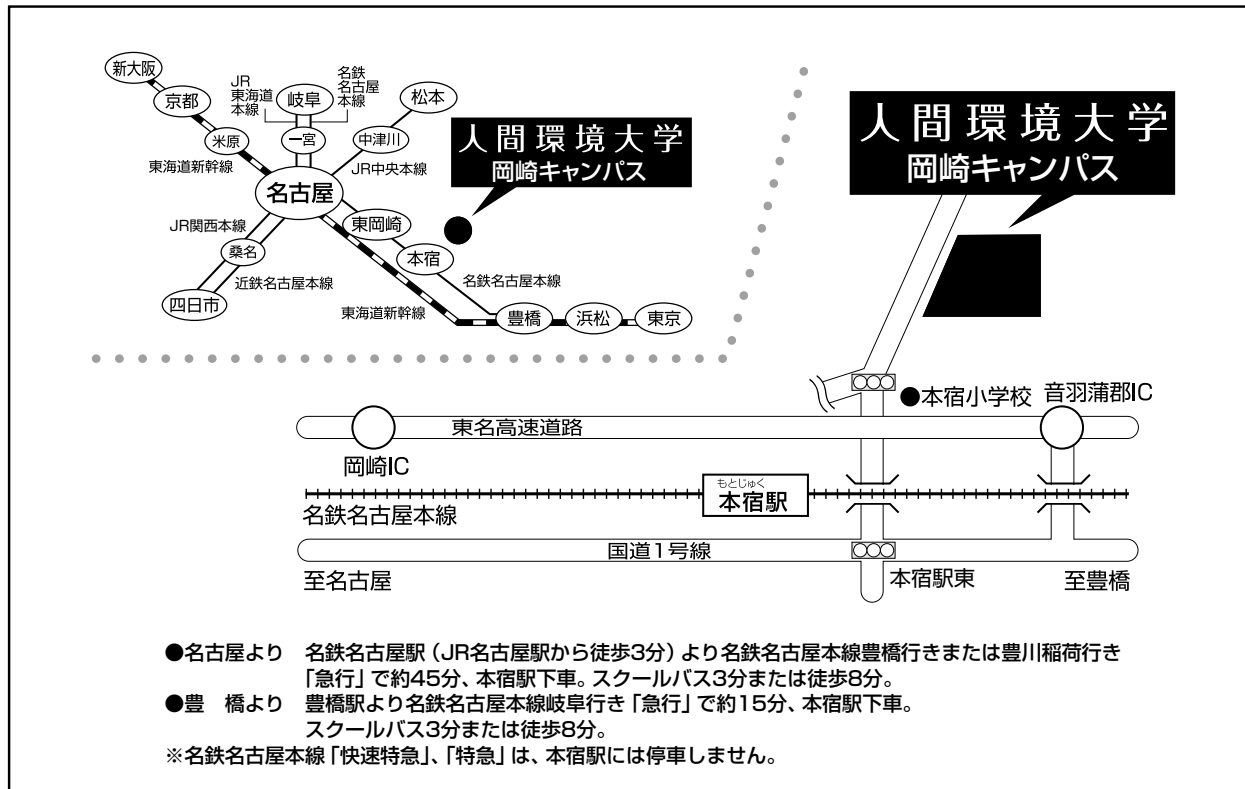 新大阪
京都
米原
東海道新幹線
JR
東海道
本線
岐阜
一宮
名鉄
名古屋
本線
松本
中津川
JR中央本線
名古屋
人間環境大学
岡崎キャンパス
JR関西本線
桑名
近鉄名古屋本線
四日市
東岡崎
本宿
名鉄名古屋本線
東海道新幹線
豊橋
浜松
東京
人間環境大学
岡崎キャンパス
本宿小学校
音羽蒲郡IC
東名高速道路
岡崎IC
もとじゅく
本宿駅
名鉄名古屋本線
国道1号線
至名古屋
本宿駅東
至豊橋
●名古屋より 名鉄名古屋駅(JR名古屋駅から徒歩3分)より名鉄名古屋本線豊橋行きまたは豊川稲荷行き
「急行」で約45分、本宿駅下車。スクールバス3分または徒歩8分。
●豊 橋より 豊橋駅より名鉄名古屋本線岐阜行き「急行」で約15分、本宿駅下車。
スクールバス3分または徒歩8分。
※名鉄名古屋本線「快速特急」、「特急」は、本宿駅には停車しません。